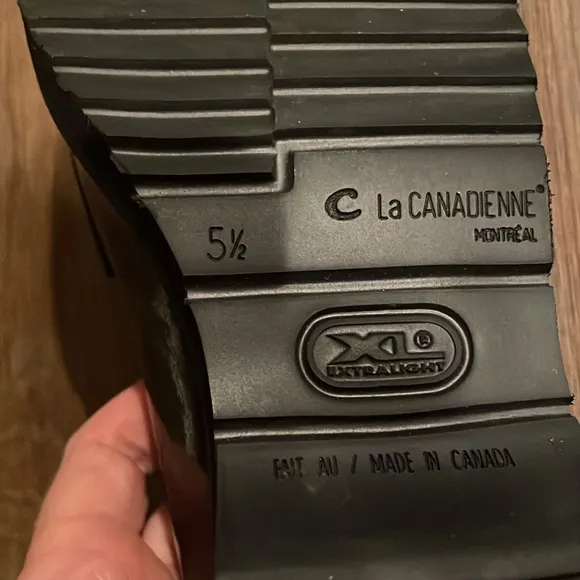 C La CANADIENNE®
MONTRÉAL
5½
XL®
EXTRALIGHT
FAIT AU / MADE IN CANADA